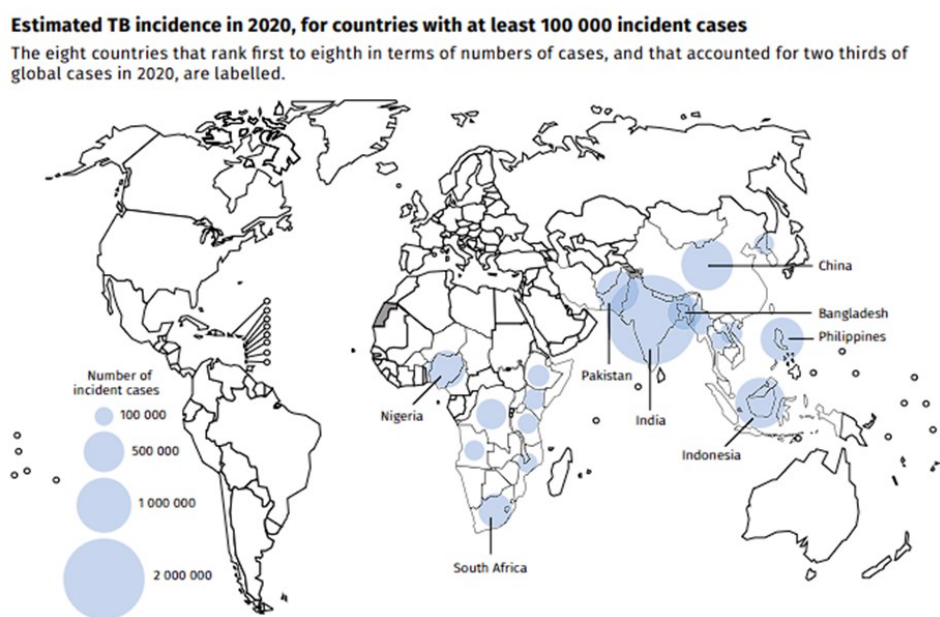 Estimated TB incidence in 2020, for countries with at least 100 000 incident cases
The eight countries that rank first to eighth in terms of numbers of cases, and that accounted for two thirds of
global cases in 2020, are labelled.
China
Bangladesh
Philippines
Pakistan
India
Indonesia
Nigeria
South Africa
Number of
incident cases
100 000
500 000
1 000 000
2 000 000